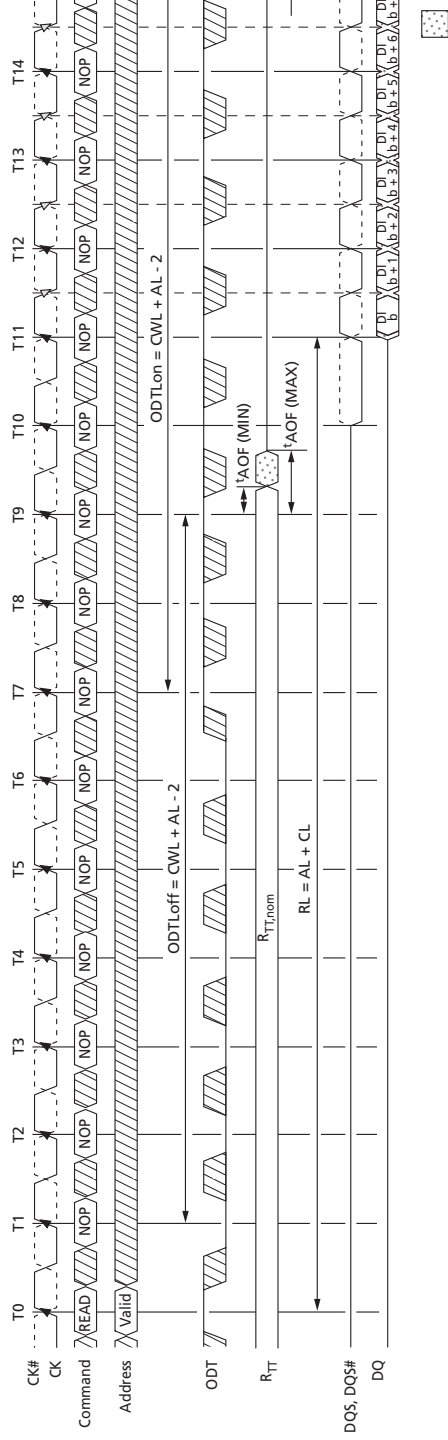 T0 T1 T2 T3 T4 T5 T6 T7 T8 T9 T10 T11 T12 T13 T14
CK#
CK
Command READ NOP NOP NOP NOP NOP NOP NOP NOP NOP NOP NOP NOP NOP NOP
Address Valid
ODTLon = CWL + AL - 2
ODTLoff = CWL + AL - 2
ODT
tAOF (MIN)
RTT RTT,nom
tAOF (MAX)
RL = AL + CL
DQS, DQS#
DI DI DI DI DI DI DI DI
DQ b b + 1 b + 2 b + 3 b + 4 b + 5 b + 6 b +